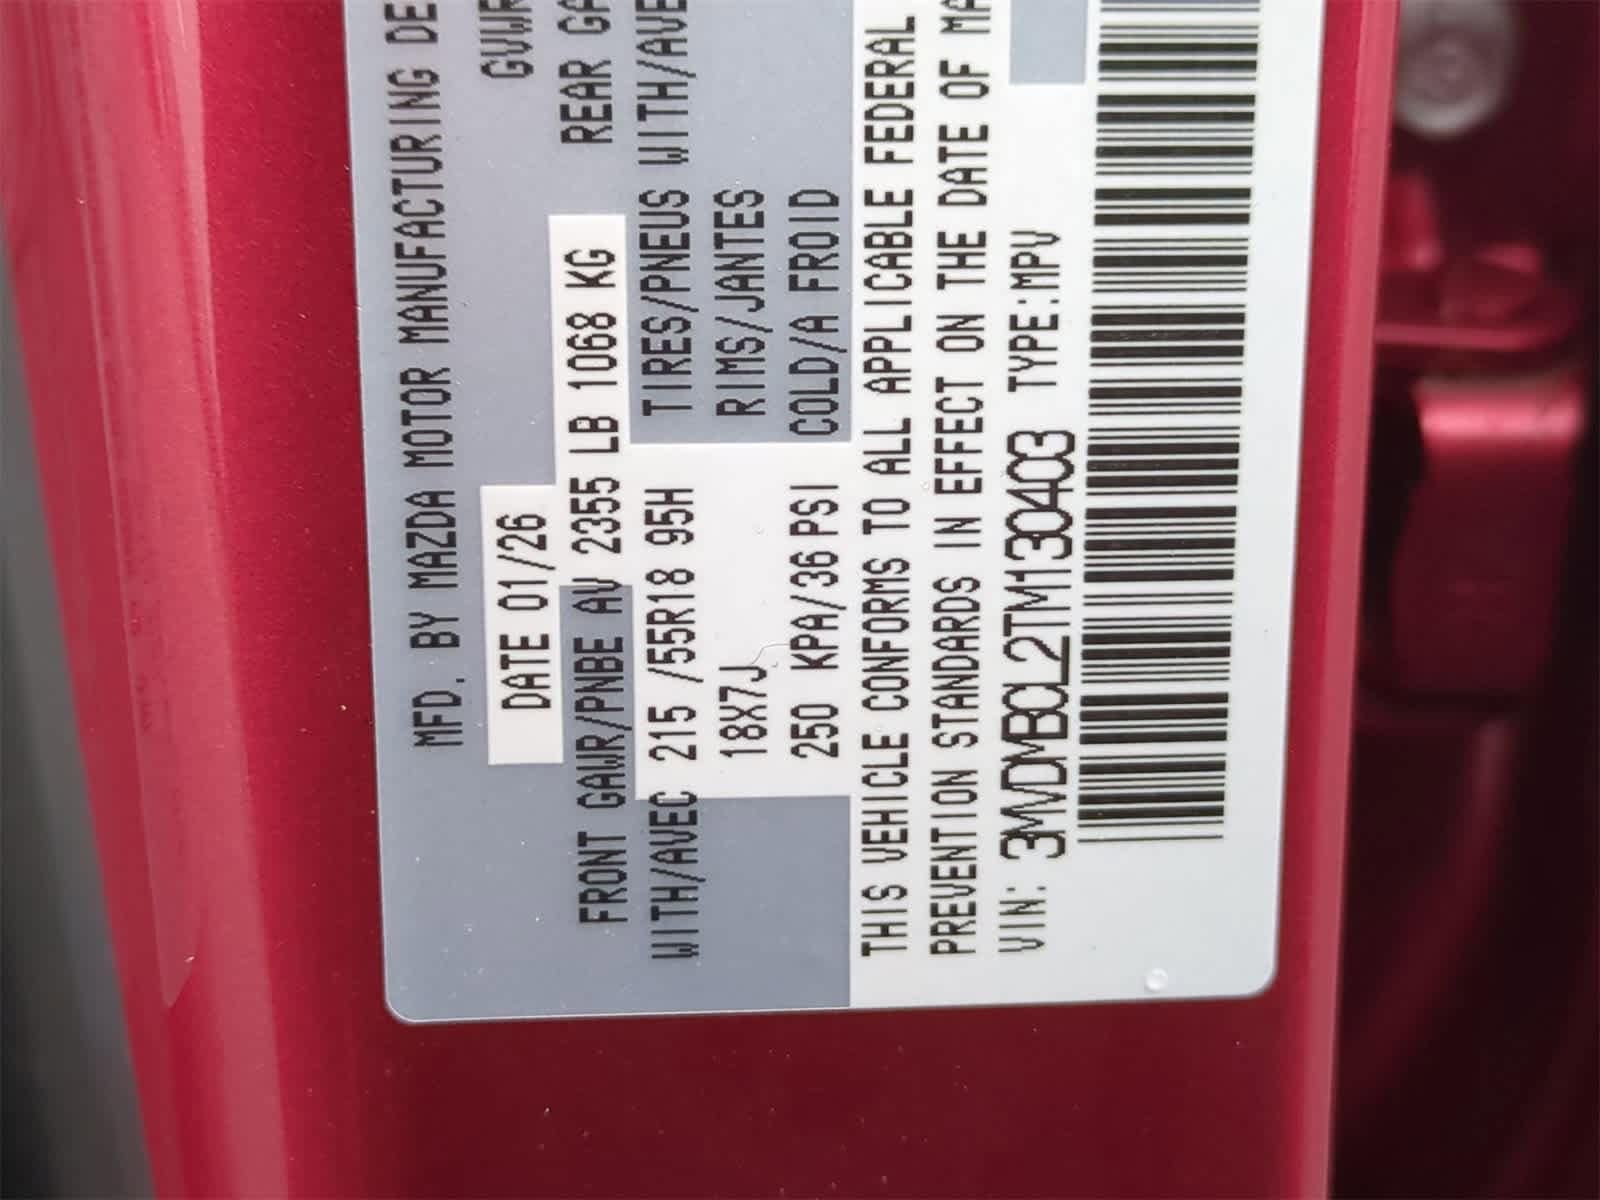 MFD. BY MAZDA MOTOR MANUFACTURING DE
DATE 01/26 GVWR
FRONT GAWR/PNBE AV 2355 LB 1068 KG REAR GA
WITH/AVEC 215 /55R18 95H TIRES/PNEUS WITH/AVE
18X7J RIMS/JANTES
250 KPA/36 PSI COLD/A FROID
THIS VEHICLE CONFORMS TO ALL APPLICABLE FEDERAL
PREVENTION STANDARDS IN EFFECT ON THE DATE OF MA
VIN: 3MVDMBCL2TM130403 TYPE:MPV